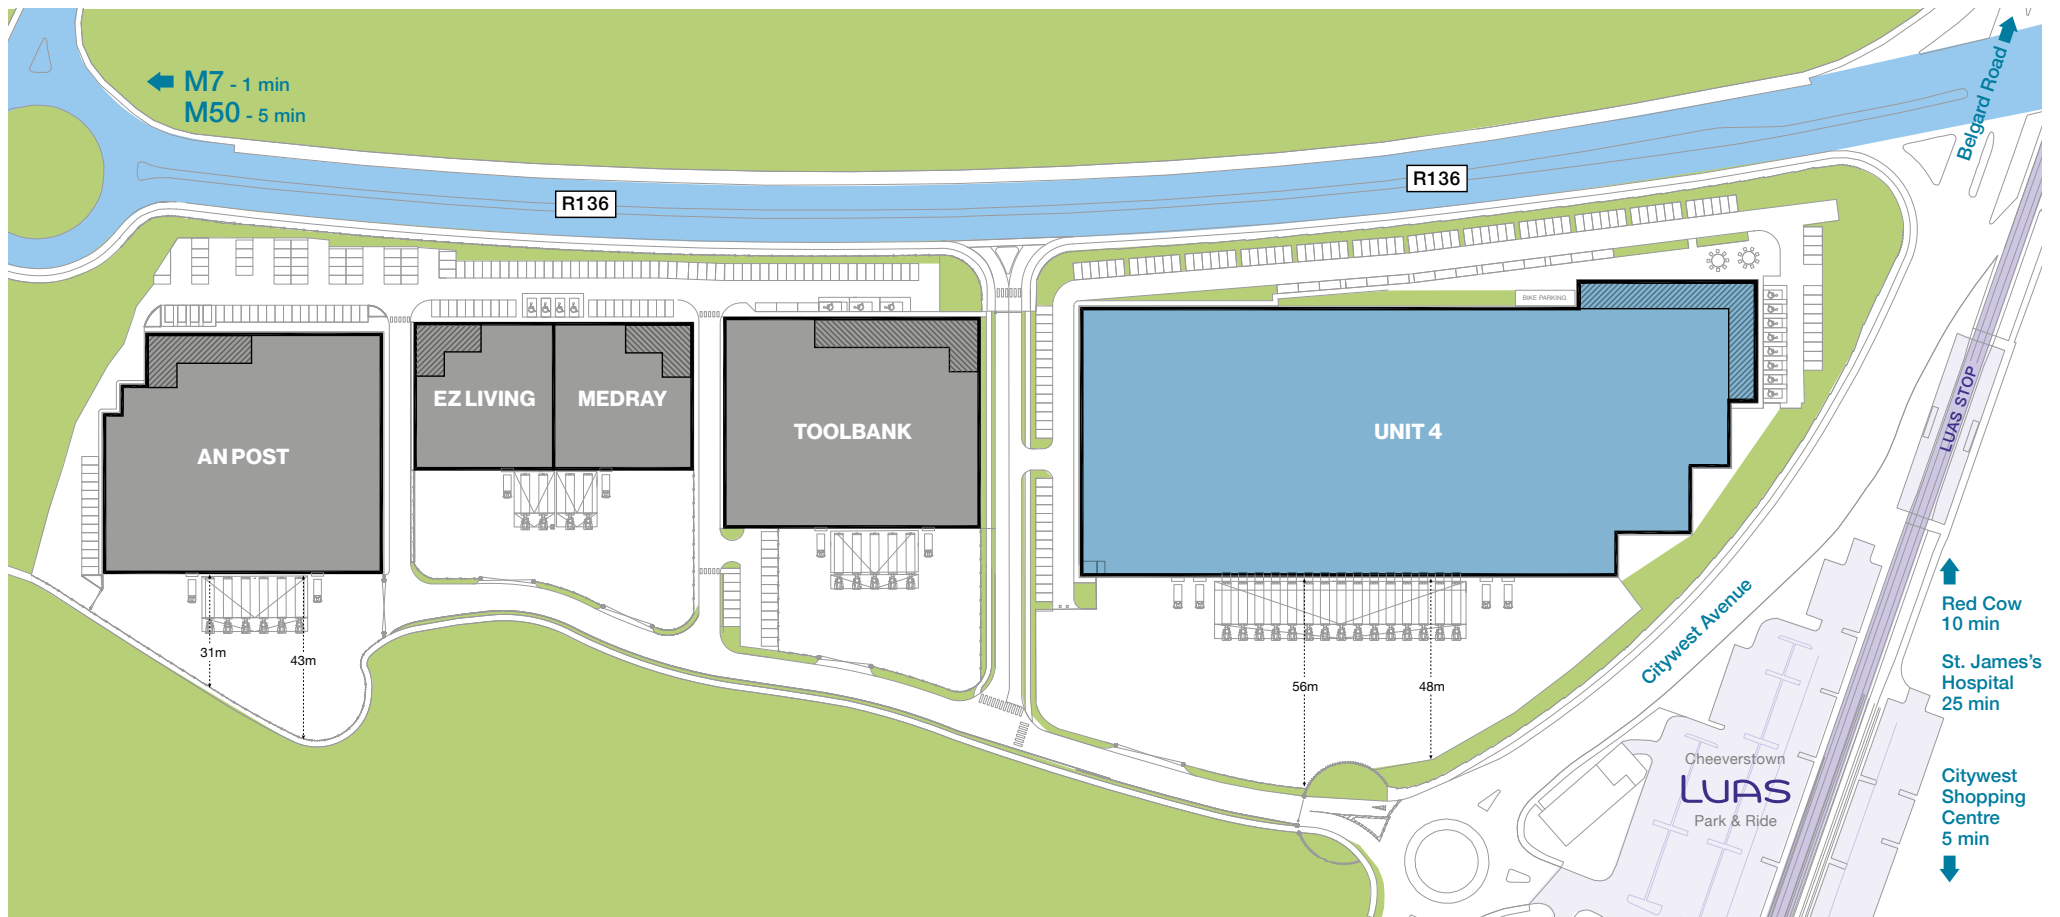 M7 - 1 min
M50 - 5 min
Belgard Road
R136
R136
BIKE PARKING
EZ LIVING
MEDRAY
TOOLBANK
UNIT 4
AN POST
LUAS STOP
31m
43m
56m
48m
Citywest Avenue
Red Cow
10 min
St. James's
Hospital
25 min
Cheeverstown
LUAS
Park & Ride
Citywest
Shopping
Centre
5 min